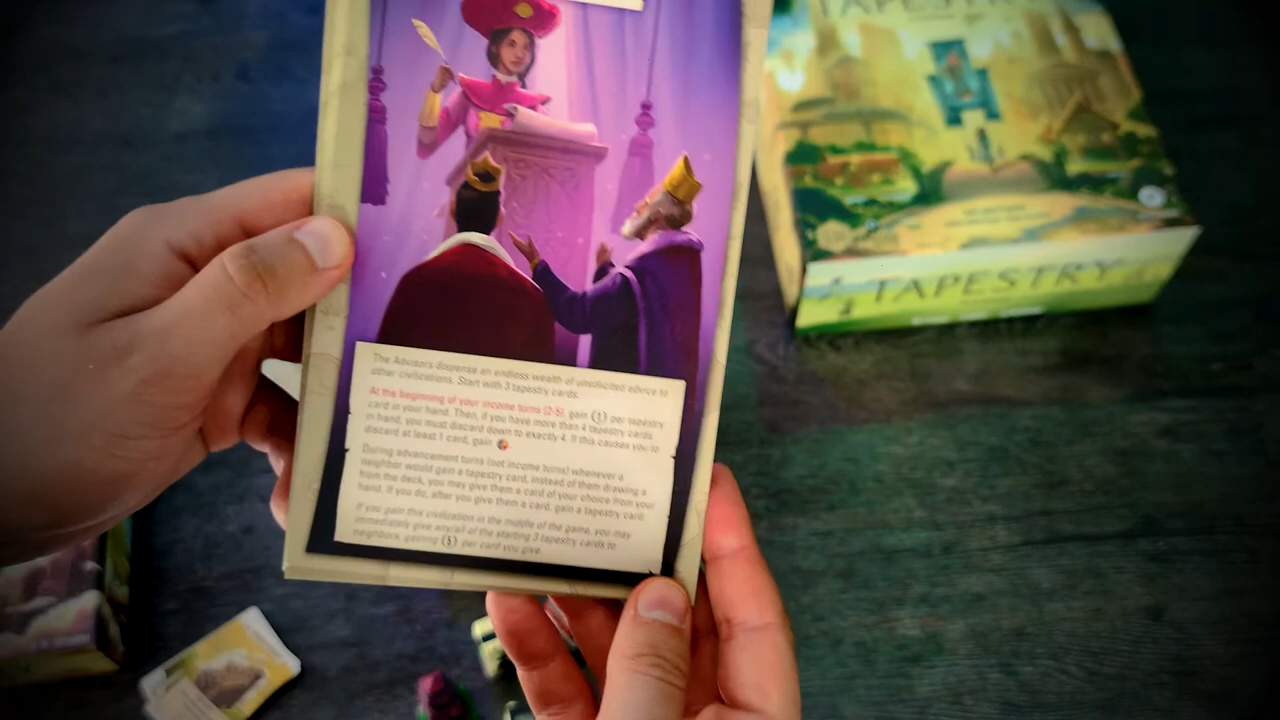 TAPESTRY
TAPESTRY
The Advisors dispense an endless wealth of unsolicited advice to
other civilizations. Start with 3 tapestry cards.
At the beginning of your income turns (2-5), gain (1) per tapestry
card in your hand. Then, if you have more than 4 tapestry cards
in hand, you must discard down to exactly 4. If this causes you to
discard at least 1 card, gain
During advancement turns (not income turns) whenever a
neighbor would gain a tapestry card, instead of them drawing a
from the deck, you may give them a card of your choice from your
hand. If you do, after you give them a card, gain a tapestry card.
If you gain this civilization in the middle of the game, you may
immediately give any/all of the starting 3 tapestry cards to
neighbors, gaining (5) per card you give.